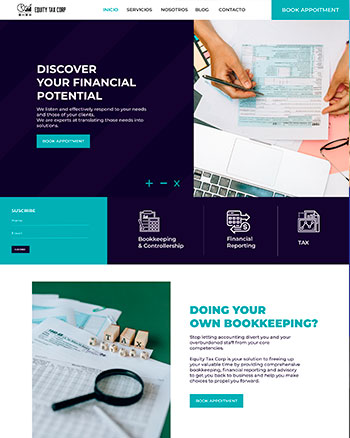 EQUITY TAX CORP
INICIO SERVICIOS NOSOTROS BLOG CONTACTO
BOOK APPOITMENT
DISCOVER
YOUR FINANCIAL
POTENTIAL
We listen and effectively respond to your needs
and those of your clients.
We are experts at translating those needs into
solutions.
BOOK APPOITMENT
+ – x
SUSCRIBE
Name
E-mail
Bookkeeping
& Controllership
Financial
Reporting
TAX
DOING YOUR
OWN BOOKKEEPING?
Stop letting accounting divert you and your
overburdened staff from your core
competencies.
Equity Tax Corp is your solution to freeing up
your valuable time by providing comprehensive
bookkeeping, financial reporting and advisory
to get you back to business and help you make
choices to propel you forward.
BOOK APPOITMENT